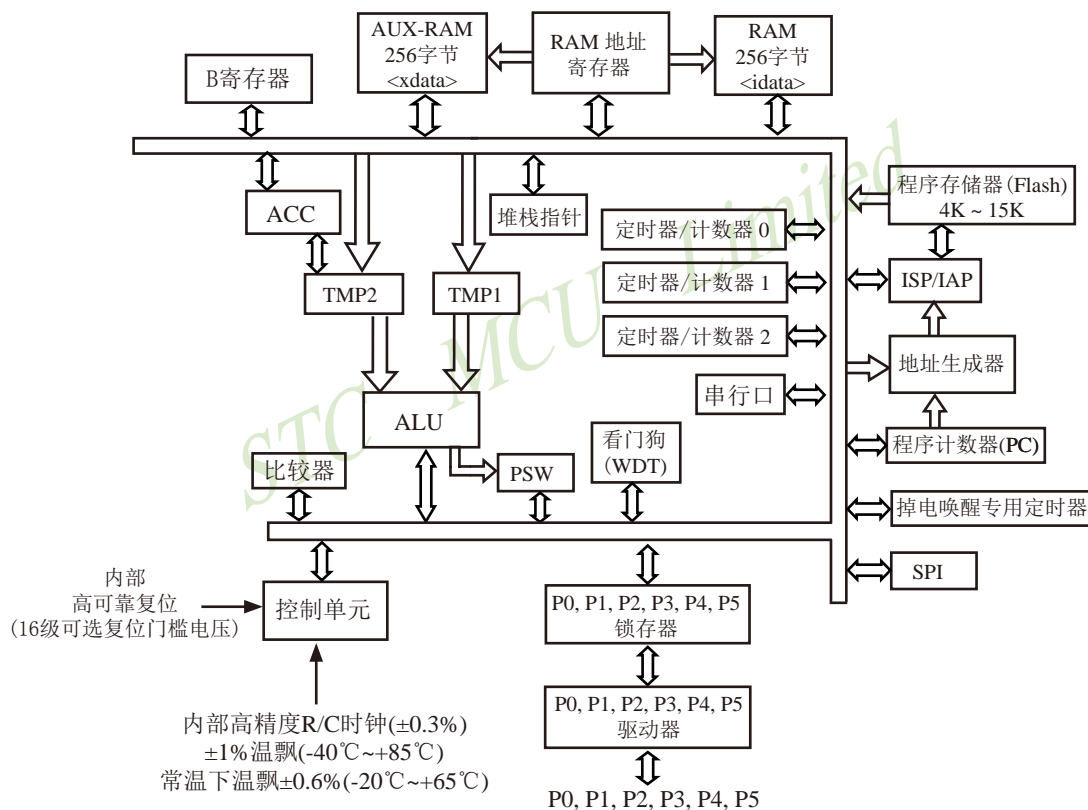 AUX-RAM
256字节
<xdata>
RAM 地址
寄存器
RAM
256字节
<idata>
B寄存器
ACC
堆栈指针
TMP2
TMP1
定时器/计数器 0
定时器/计数器 1
定时器/计数器 2
串行口
程序存储器(Flash)
4K ~ 15K
ISP/IAP
地址生成器
程序计数器(PC)
掉电唤醒专用定时器
SPI
ALU
PSW
看门狗
(WDT)
比较器
控制单元
内部
高可靠复位
(16级可选复位门槛电压)
内部高精度R/C时钟(±0.3%)
±1%温飘(-40℃~+85℃)
常温下温飘±0.6%(-20℃~+65℃)
P0, P1, P2, P3, P4, P5
锁存器
P0, P1, P2, P3, P4, P5
驱动器
P0, P1, P2, P3, P4, P5
STC MCU Limited